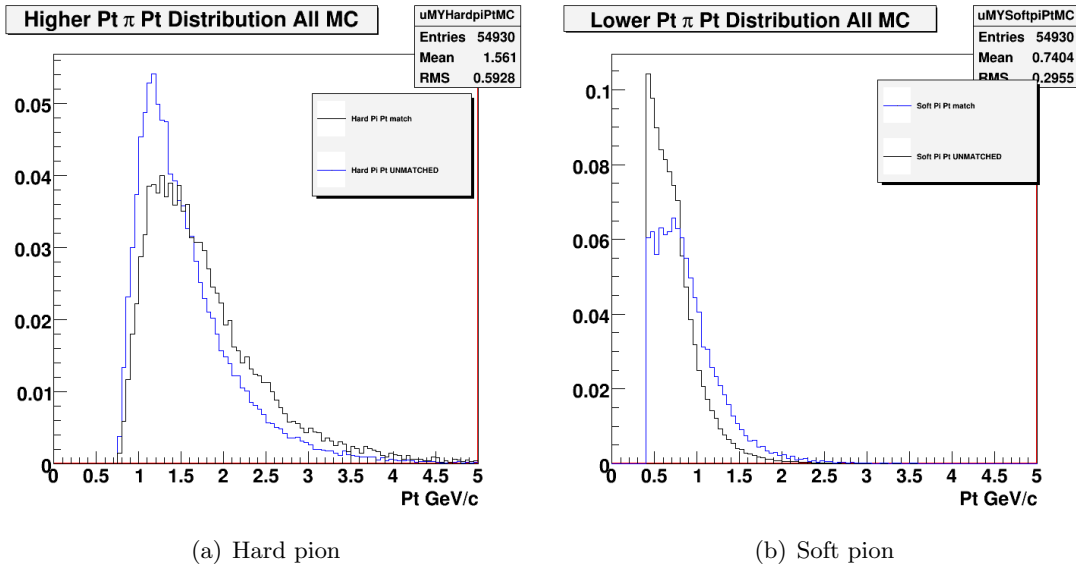 Higher Pt π Pt Distribution All MC
uMYHardpiPtMC
Entries 54930
Mean 1.561
RMS 0.5928
Hard Pi Pt match
Hard Pi Pt UNMATCHED
0.05
0.04
0.03
0.02
0.01
0
0 0.5 1 1.5 2 2.5 3 3.5 4 4.5 5
Pt GeV/c
(a) Hard pion
Lower Pt π Pt Distribution All MC
uMYSoftpiPtMC
Entries 54930
Mean 0.7404
RMS 0.2955
Soft Pi Pt match
Soft Pi Pt UNMATCHED
0.1
0.08
0.06
0.04
0.02
0
0 0.5 1 1.5 2 2.5 3 3.5 4 4.5 5
Pt GeV/c
(b) Soft pion